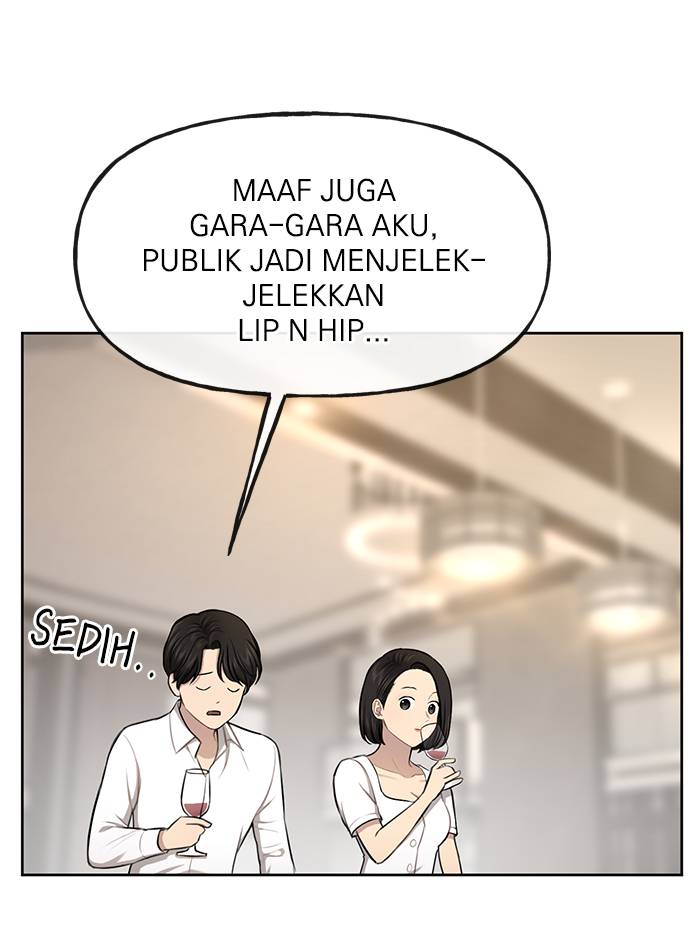 MAAF JUGA
GARA-GARA AKU,
PUBLIK JADI MENJELEK-
JELEKKAN
LIP N HIP...
SEDIH..